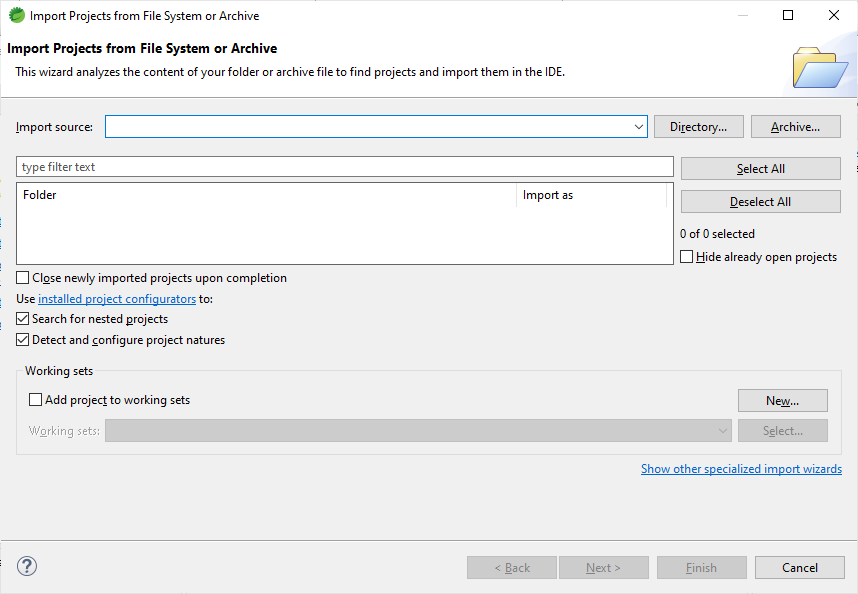 Import Projects from File System or Archive
Import Projects from File System or Archive
This wizard analyzes the content of your folder or archive file to find projects and import them in the IDE.
Import source: Directory... Archive...
type filter text Select All
Folder Import as
Deselect All
0 of 0 selected
Hide already open projects
Close newly imported projects upon completion
Use installed project configurators to:
Search for nested projects
Detect and configure project natures
Working sets
Add project to working sets New...
Working sets: Select...
Show other specialized import wizards
? < Back Next > Finish Cancel